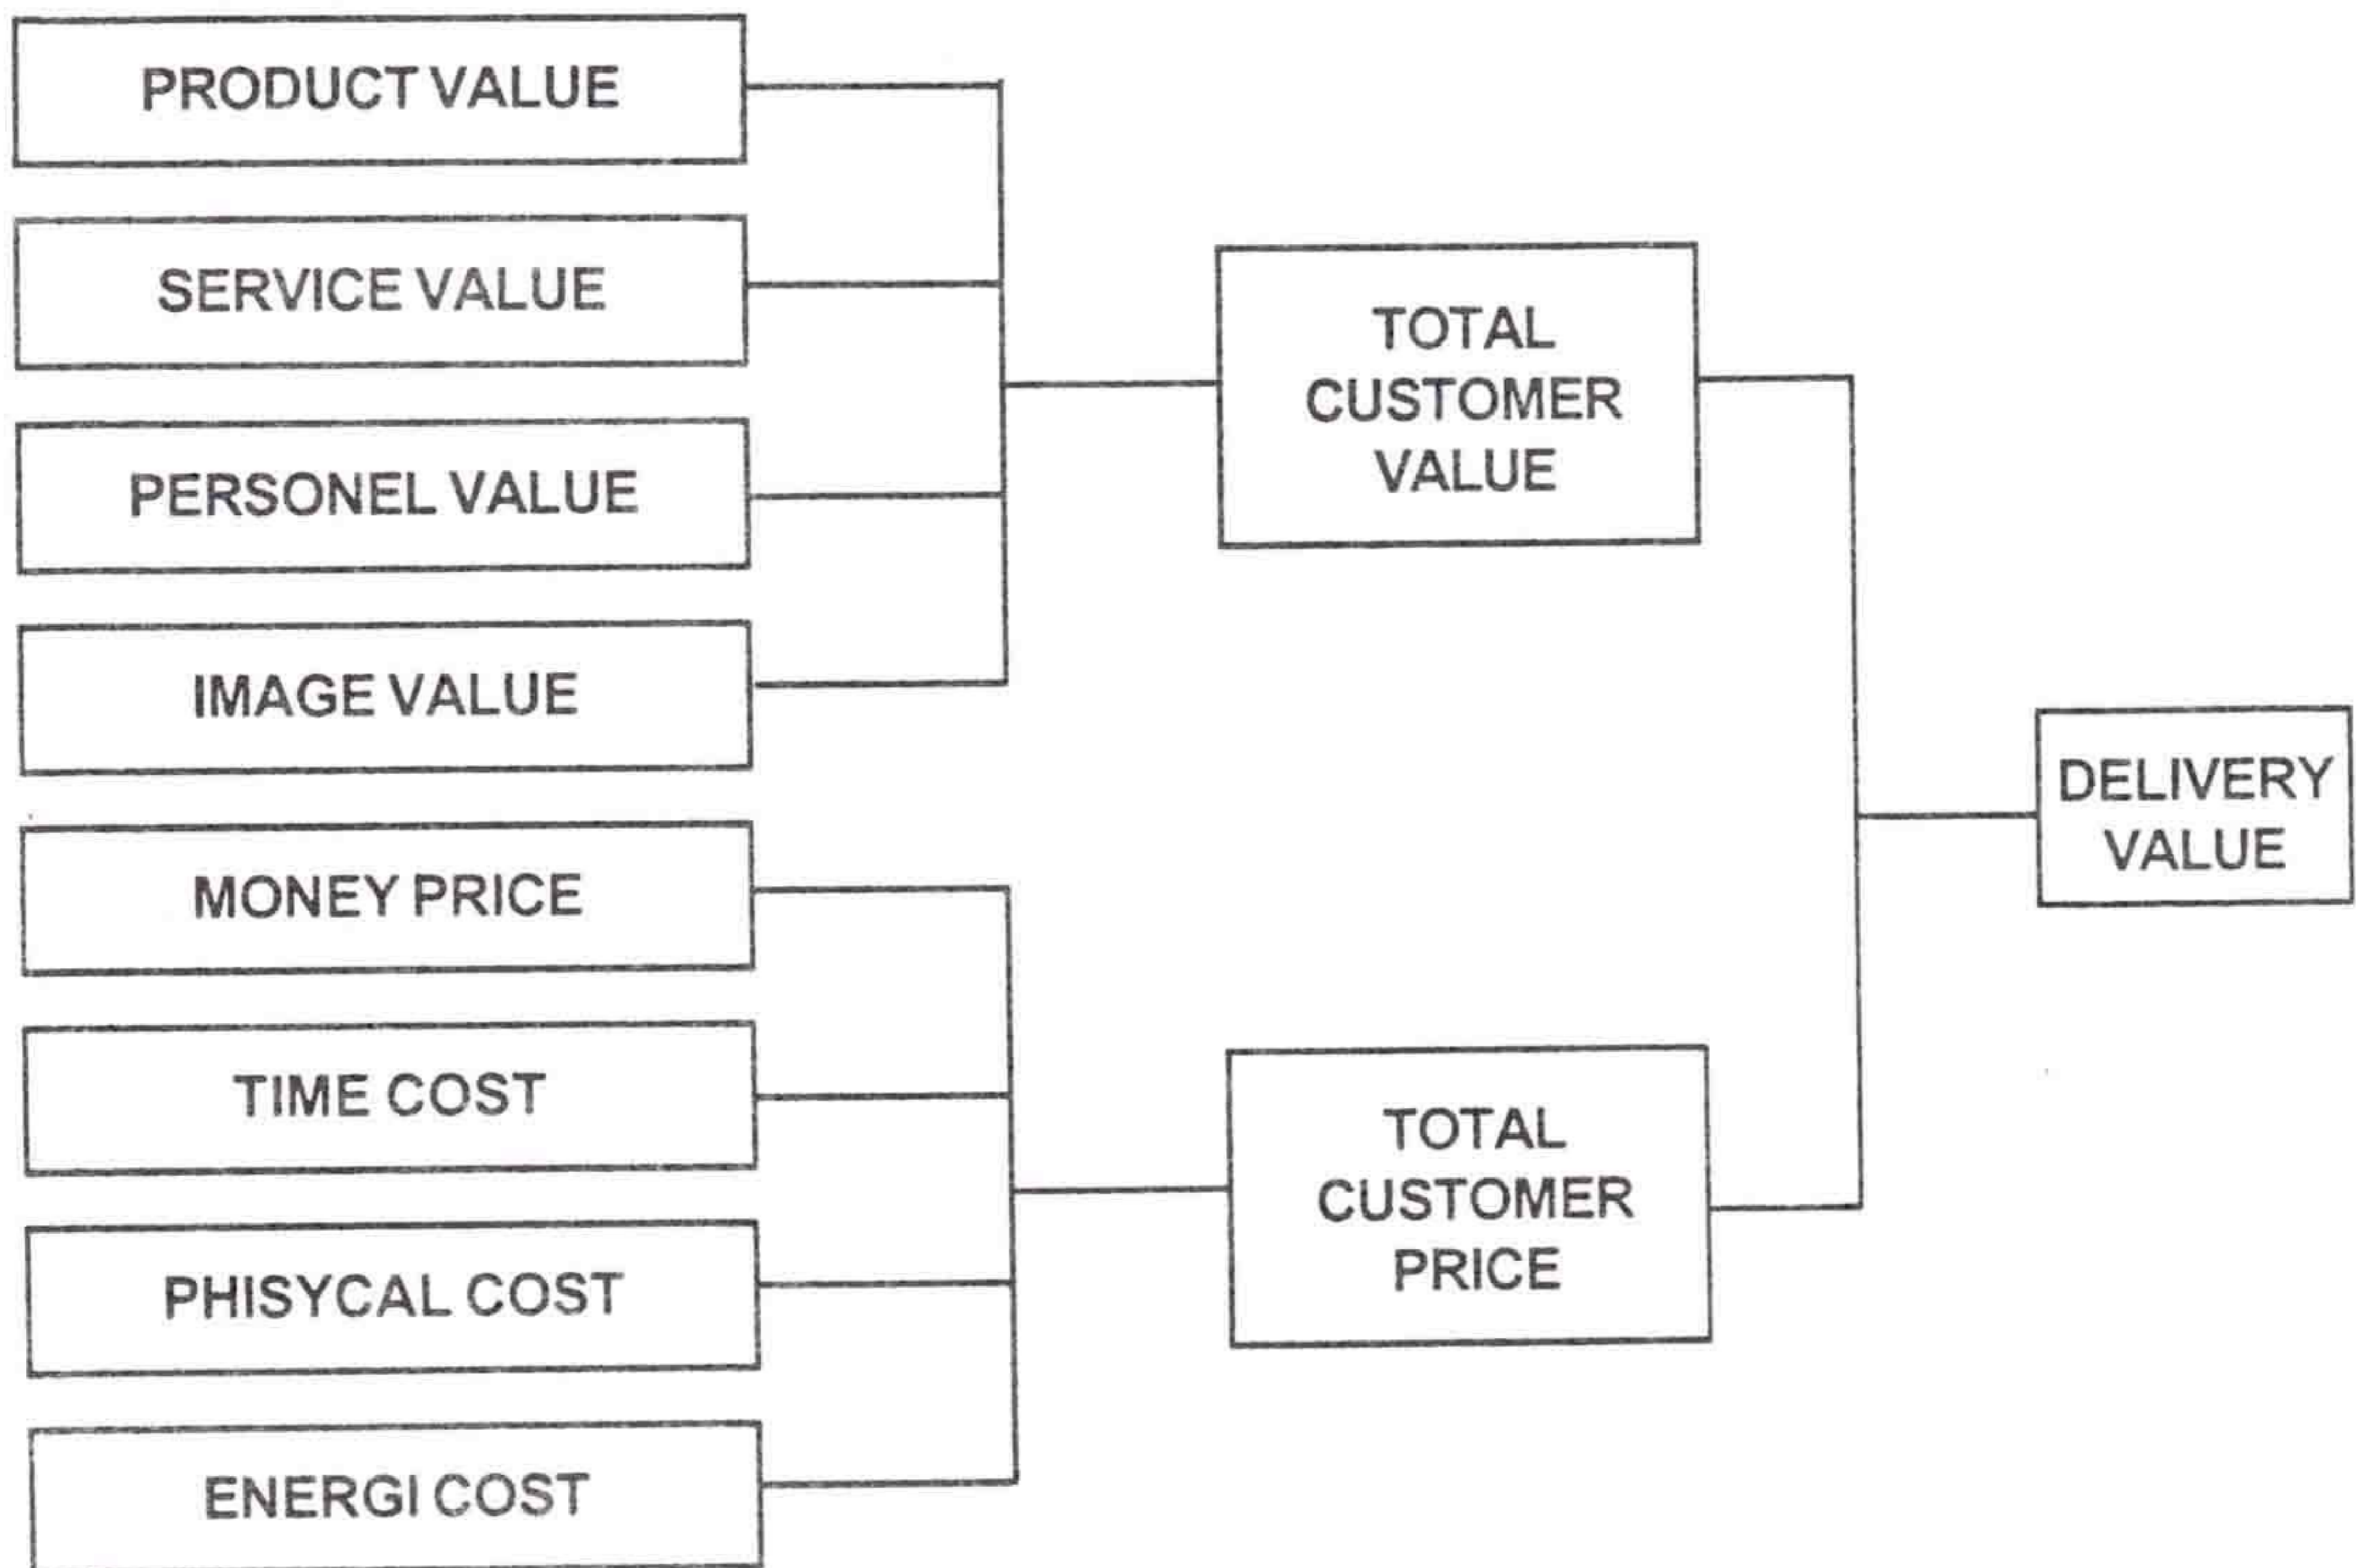 PRODUCT VALUE
SERVICE VALUE
PERSONEL VALUE
IMAGE VALUE
MONEY PRICE
TIME COST
PHISYCAL COST
ENERGI COST
TOTAL
CUSTOMER
VALUE
TOTAL
CUSTOMER
PRICE
DELIVERY
VALUE